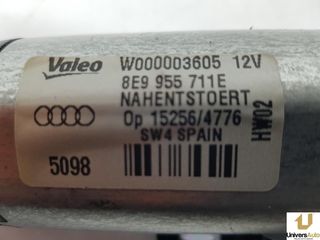 Valeo W000003605 12V
8E9 955 711E
NAHENTSTOERT
Op 15256/4776
SW4 SPAIN
5098
HW02
UniversAuto